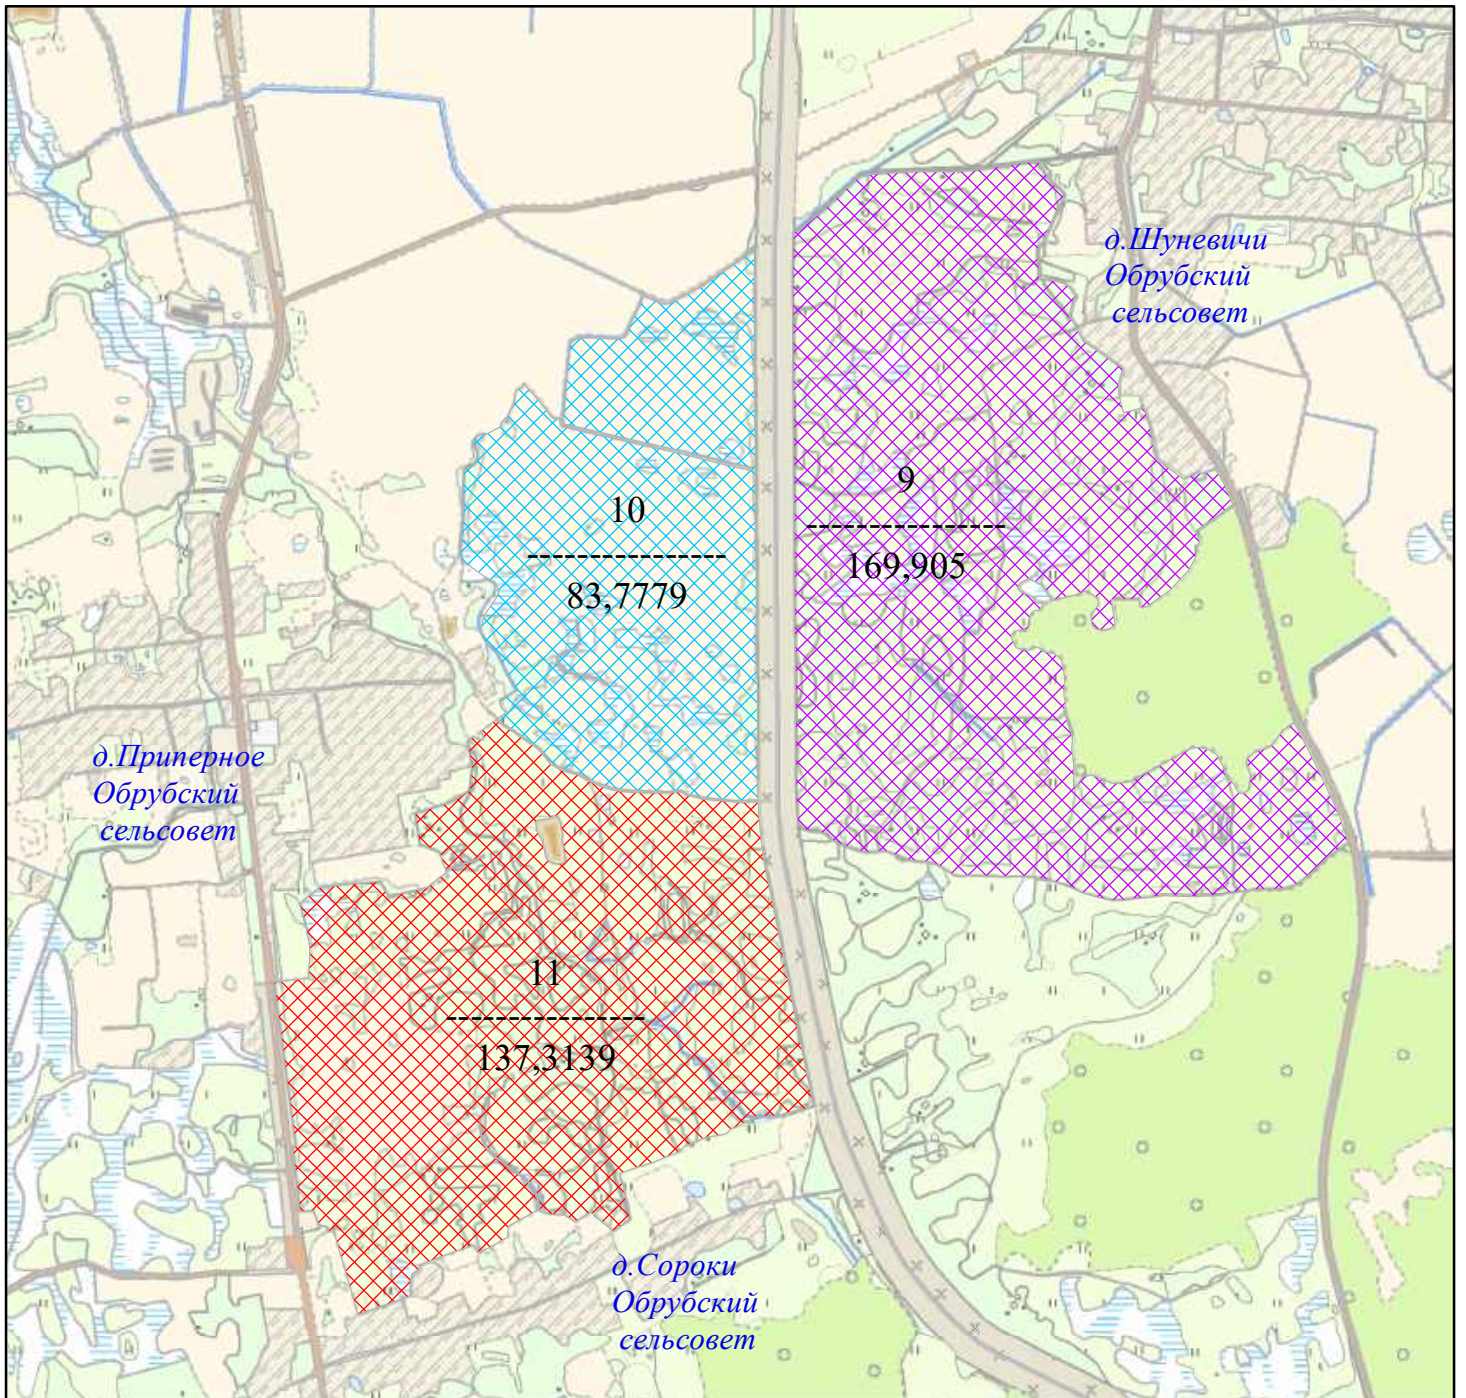 д.Шуневичи
Обрубский
сельсовет
9
169,905
10
83,7779
д.Приперное
Обрубский
сельсовет
11
137,3139
д.Сороки
Обрубский
сельсовет